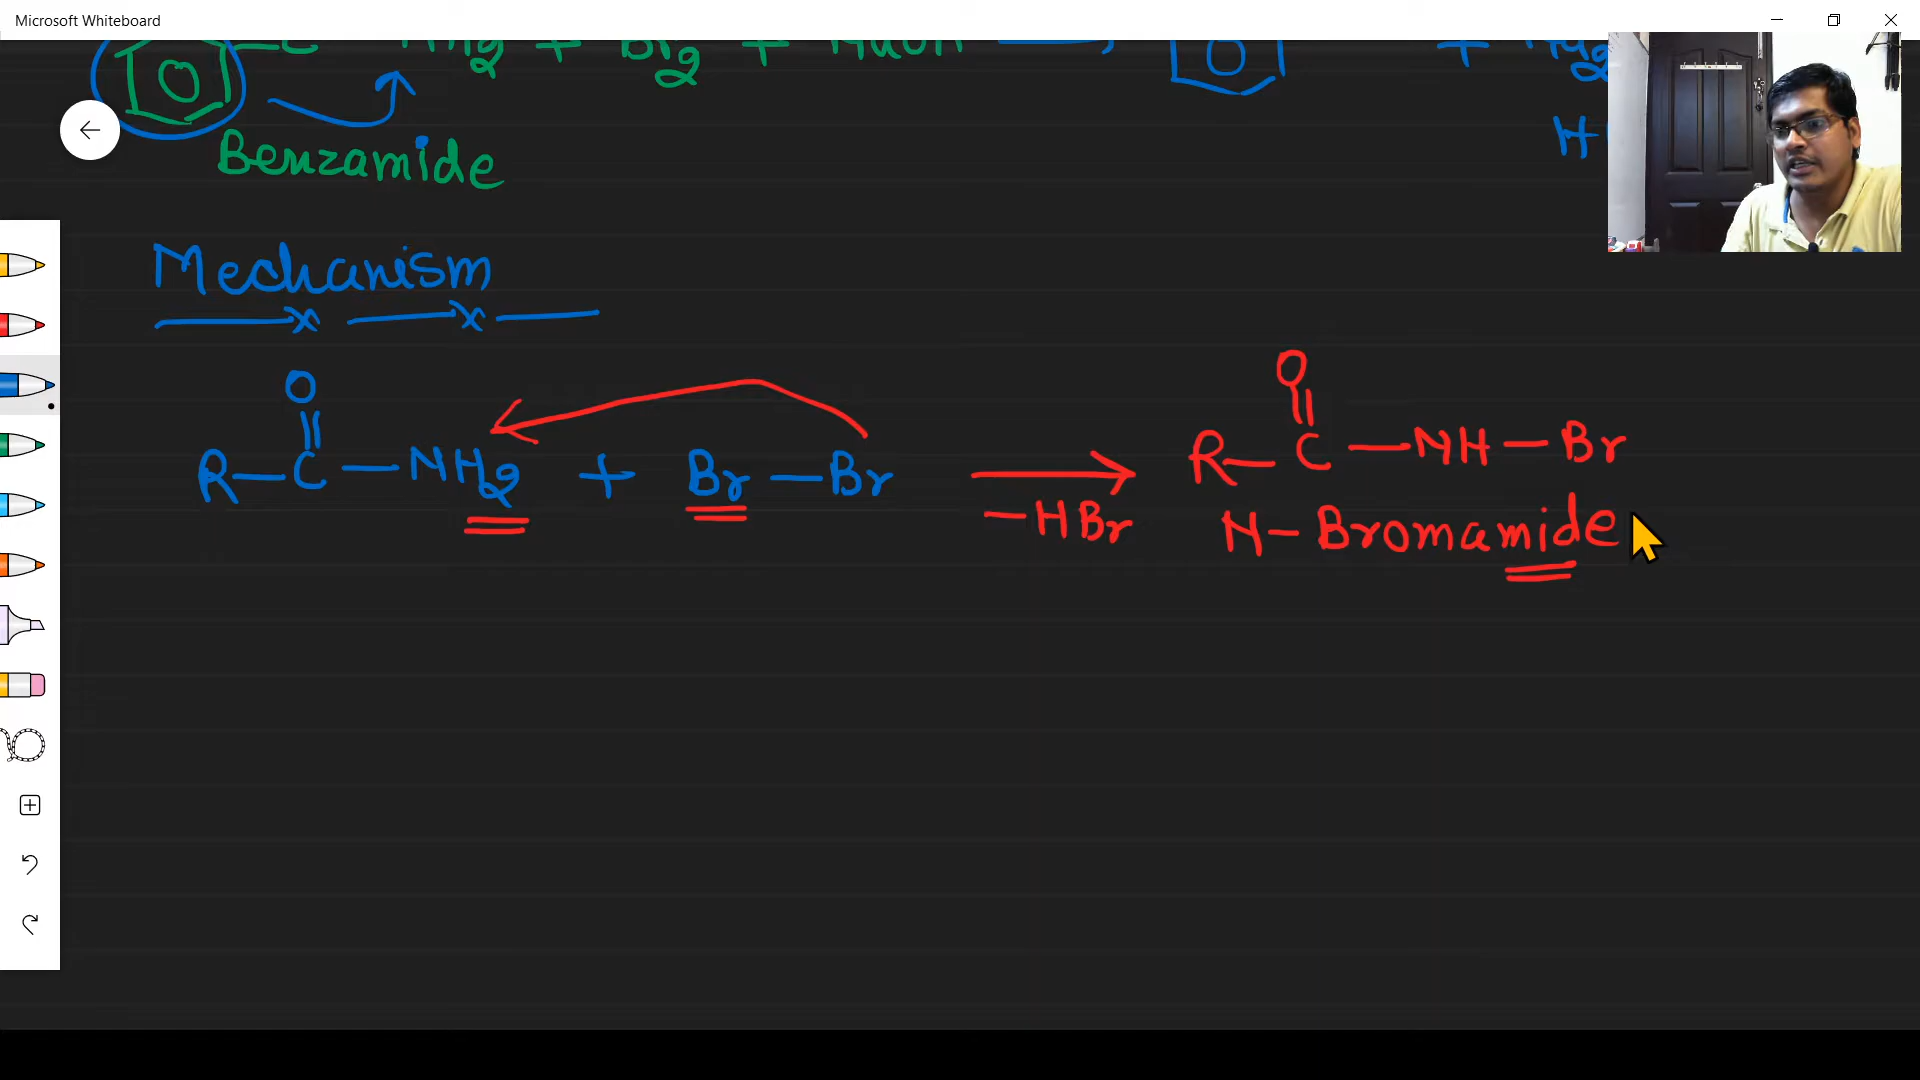 Microsoft Whiteboard
Benzamide
Mechanism
O
R—C—NH2 + Br—Br
—HBr
O
R—C—NH—Br
N-Bromamide